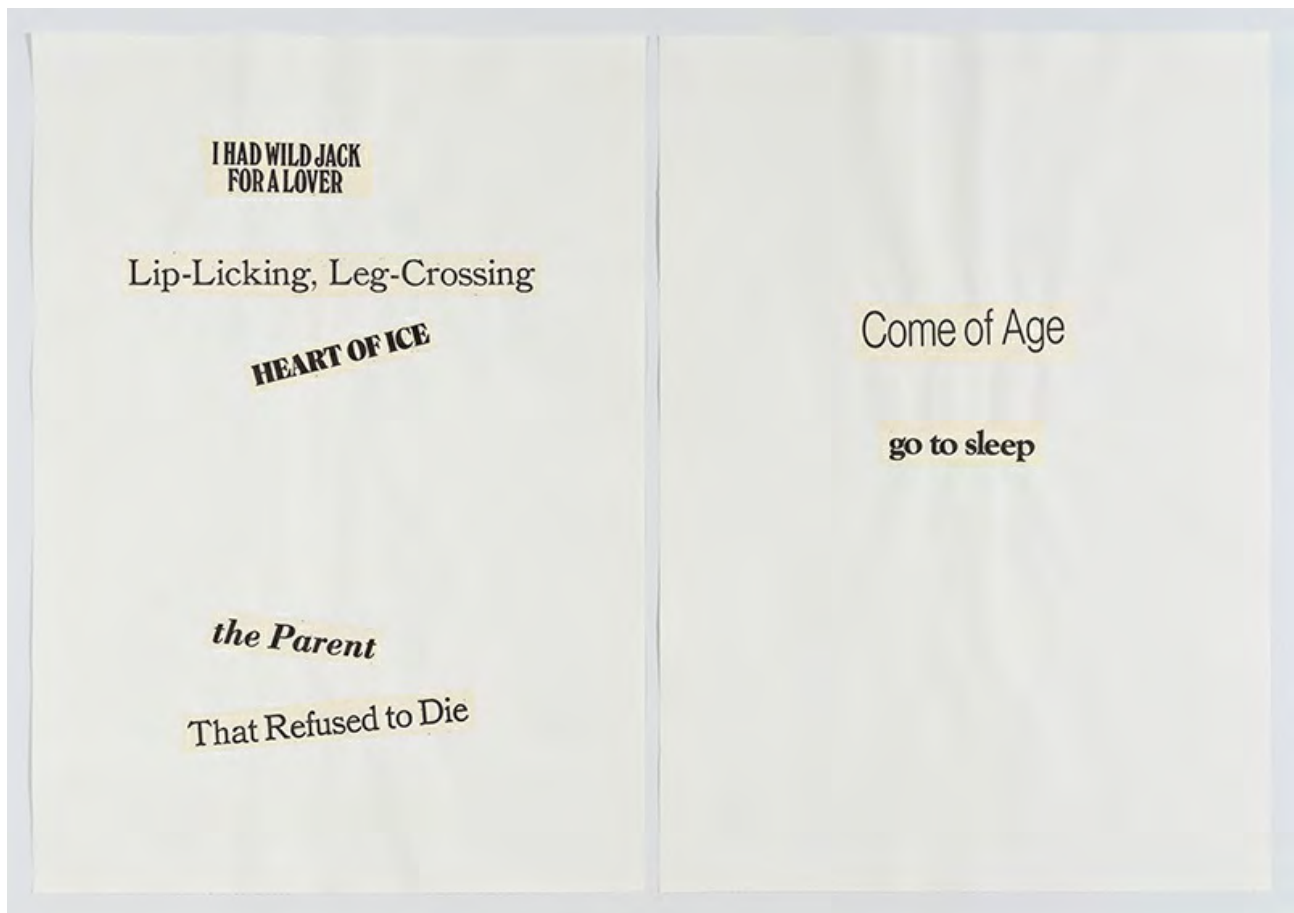 I HAD WILD JACK
FOR A LOVER
Lip-Licking, Leg-Crossing
HEART OF ICE
the Parent
That Refused to Die
Come of Age
go to sleep